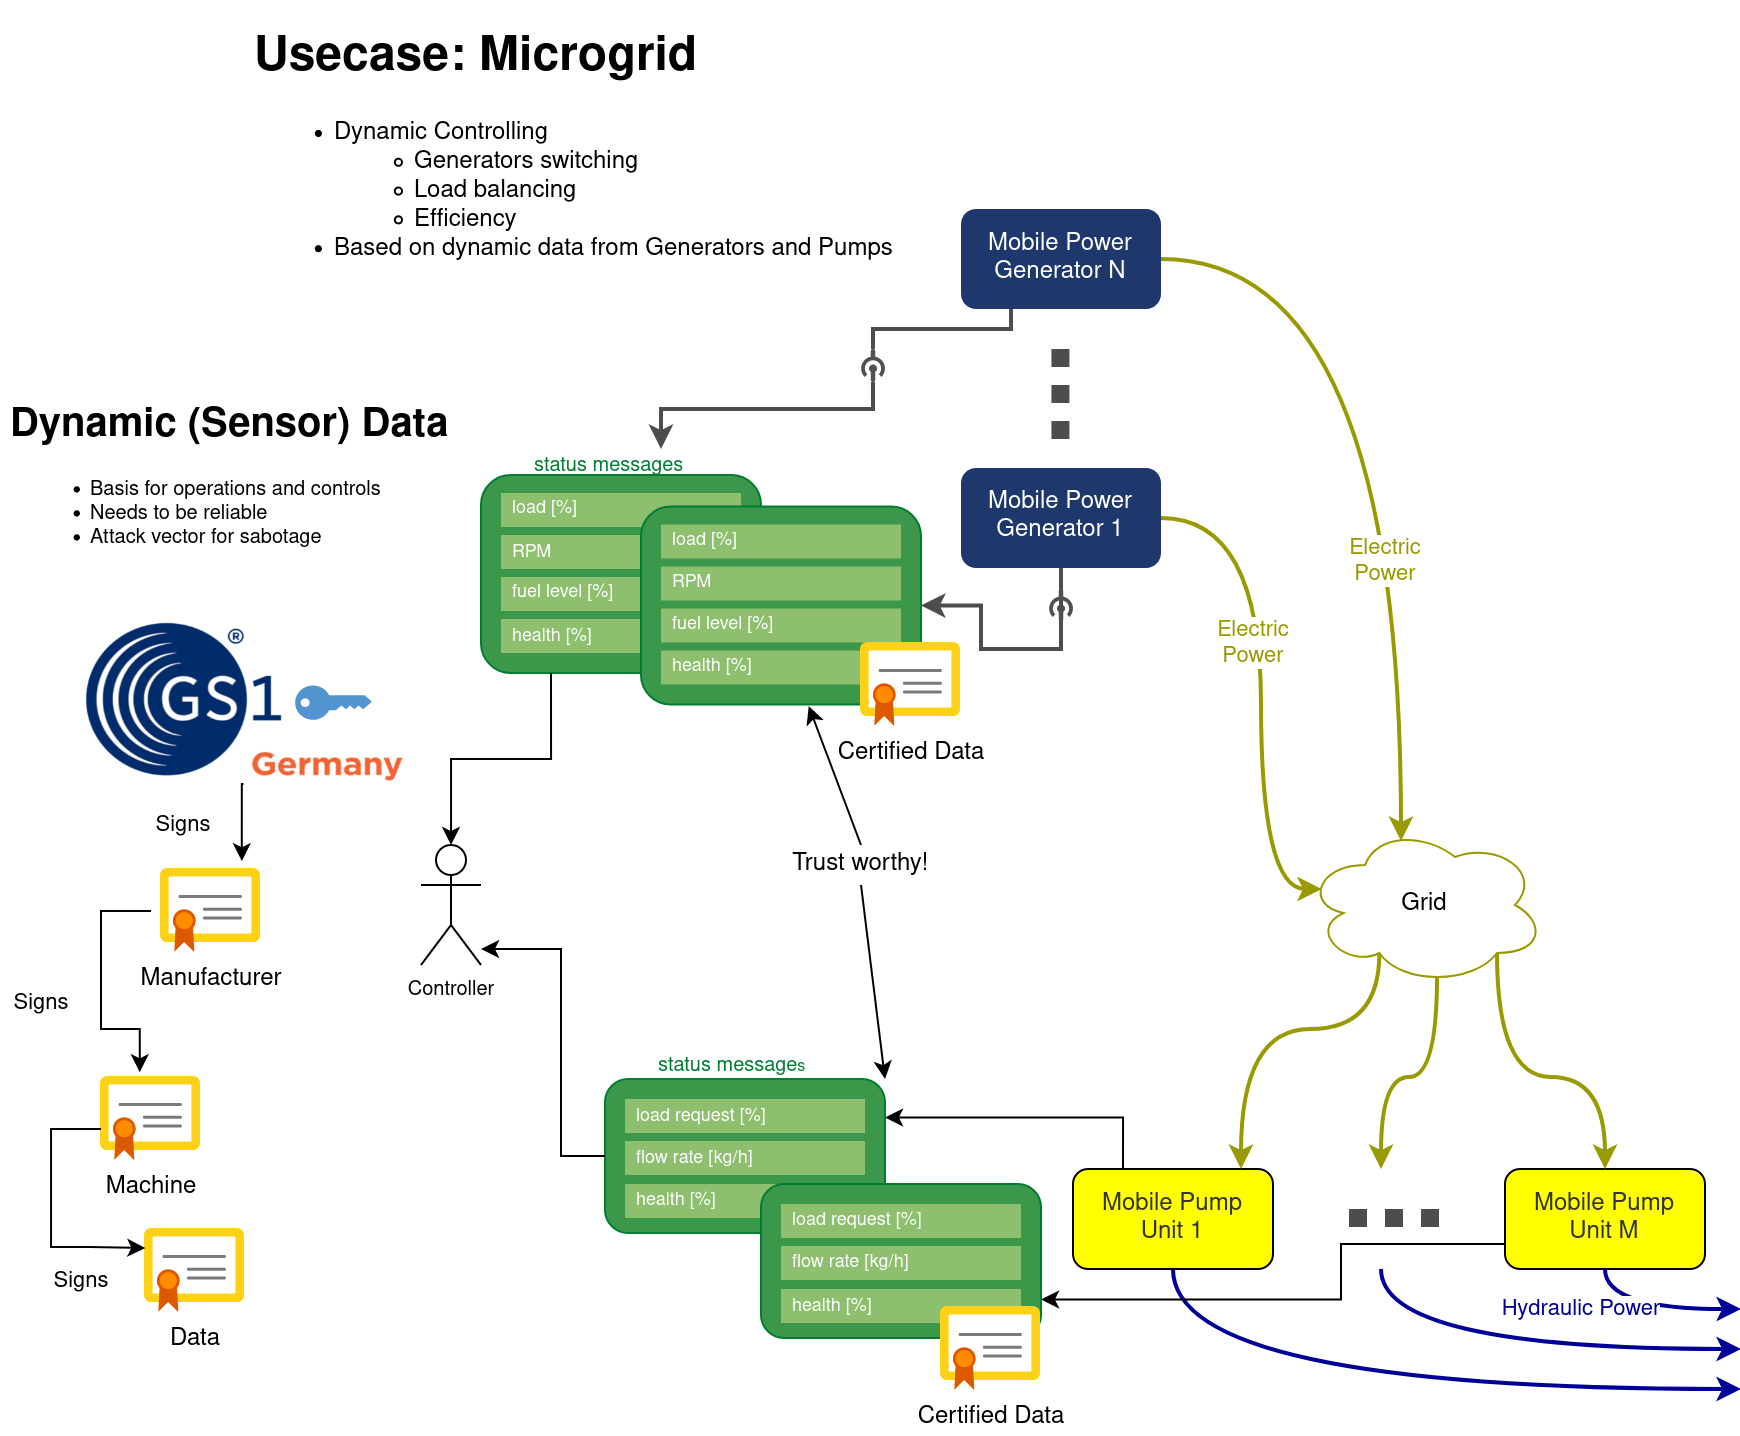 Usecase: Microgrid
Dynamic Controlling
Generators switching
Load balancing
Efficiency
Based on dynamic data from Generators and Pumps
Mobile Power
Generator N
Dynamic (Sensor) Data
Basis for operations and controls
Needs to be reliable
Attack vector for sabotage
status messages
load [%]
RPM
fuel level [%]
health [%]
load [%]
RPM
fuel level [%]
health [%]
Certified Data
Mobile Power
Generator 1
Electric
Power
Electric
Power
GS1 ®
Germany
Signs
Manufacturer
Signs
Machine
Signs
Data
Controller
Trust worthy!
Grid
status messages
load request [%]
flow rate [kg/h]
health [%]
load request [%]
flow rate [kg/h]
health [%]
Certified Data
Mobile Pump
Unit 1
Mobile Pump
Unit M
Hydraulic Power